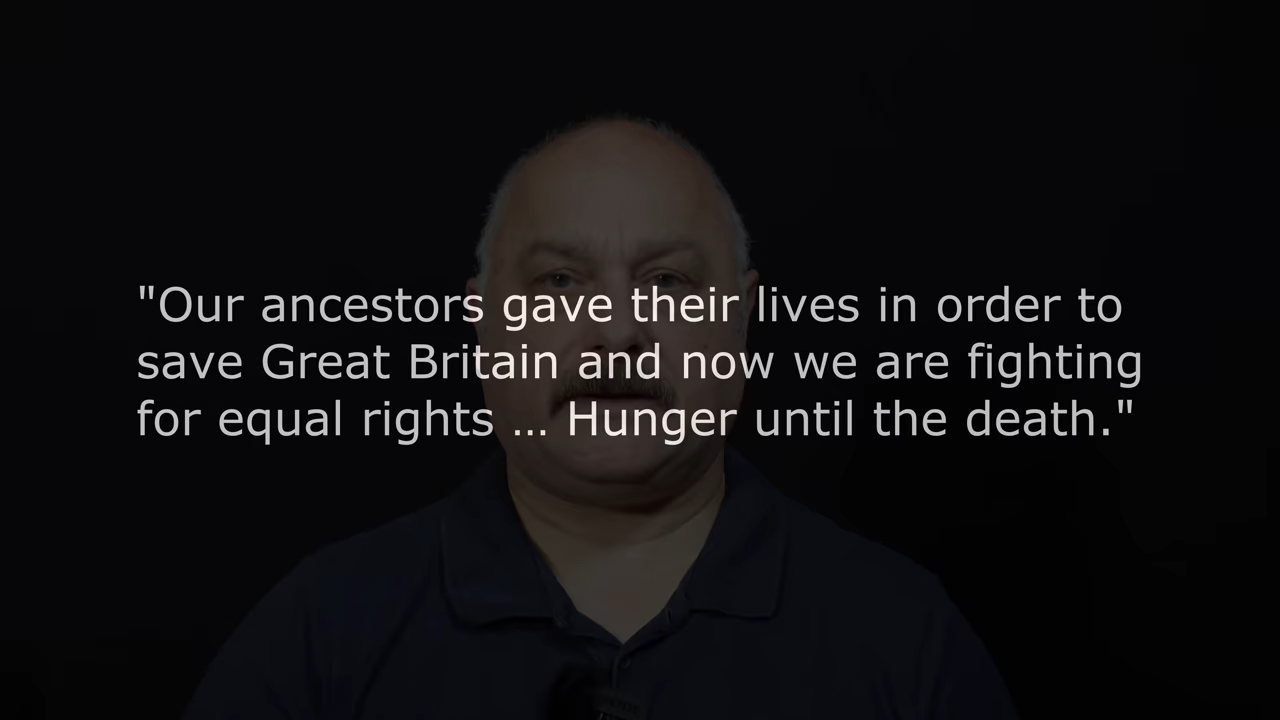 "Our ancestors gave their lives in order to
save Great Britain and now we are fighting
for equal rights … Hunger until the death."